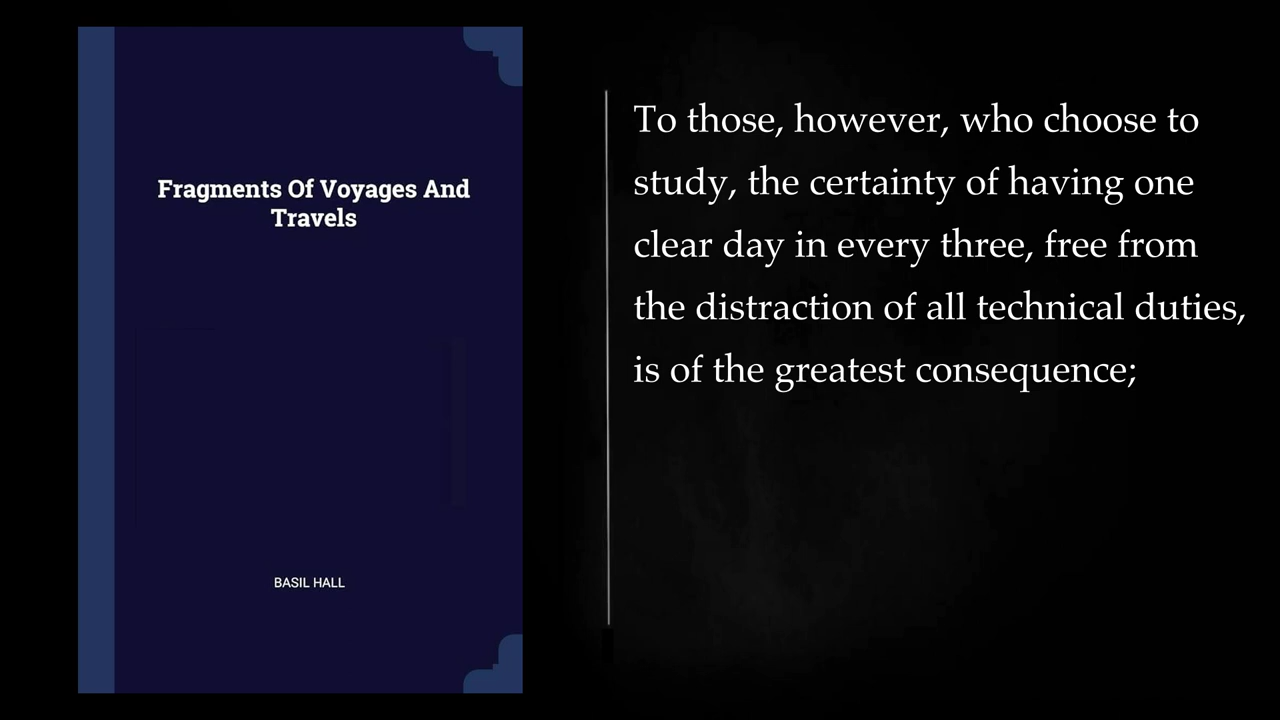 Fragments Of Voyages And
Travels
BASIL HALL
To those, however, who choose to
study, the certainty of having one
clear day in every three, free from
the distraction of all technical duties,
is of the greatest consequence;